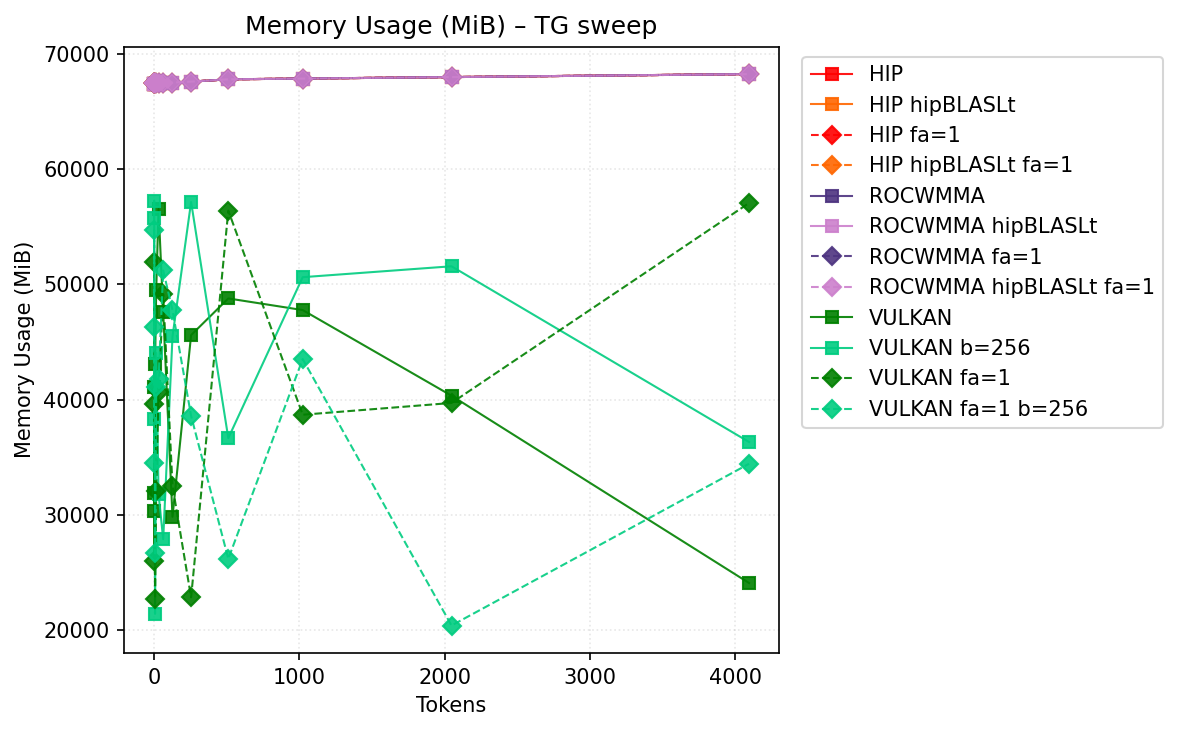 Memory Usage (MiB) – TG sweep
70000
60000
50000
40000
30000
20000
Memory Usage (MiB)
0
1000
2000
3000
4000
Tokens
HIP
HIP hipBLASLt
HIP fa=1
HIP hipBLASLt fa=1
ROCWMMA
ROCWMMA hipBLASLt
ROCWMMA fa=1
ROCWMMA hipBLASLt fa=1
VULKAN
VULKAN b=256
VULKAN fa=1
VULKAN fa=1 b=256